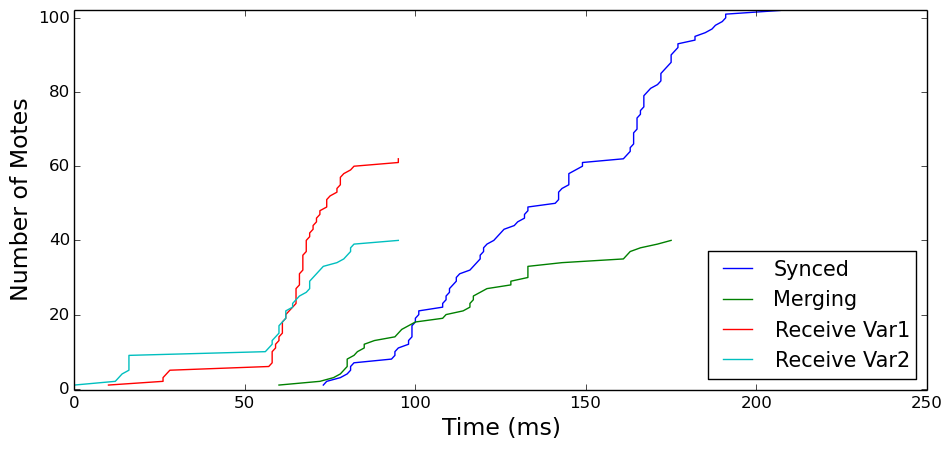 100
80
60
40
20
0
Number of Motes
0 50 100 150 200 250
Time (ms)
Synced
Merging
Receive Var1
Receive Var2